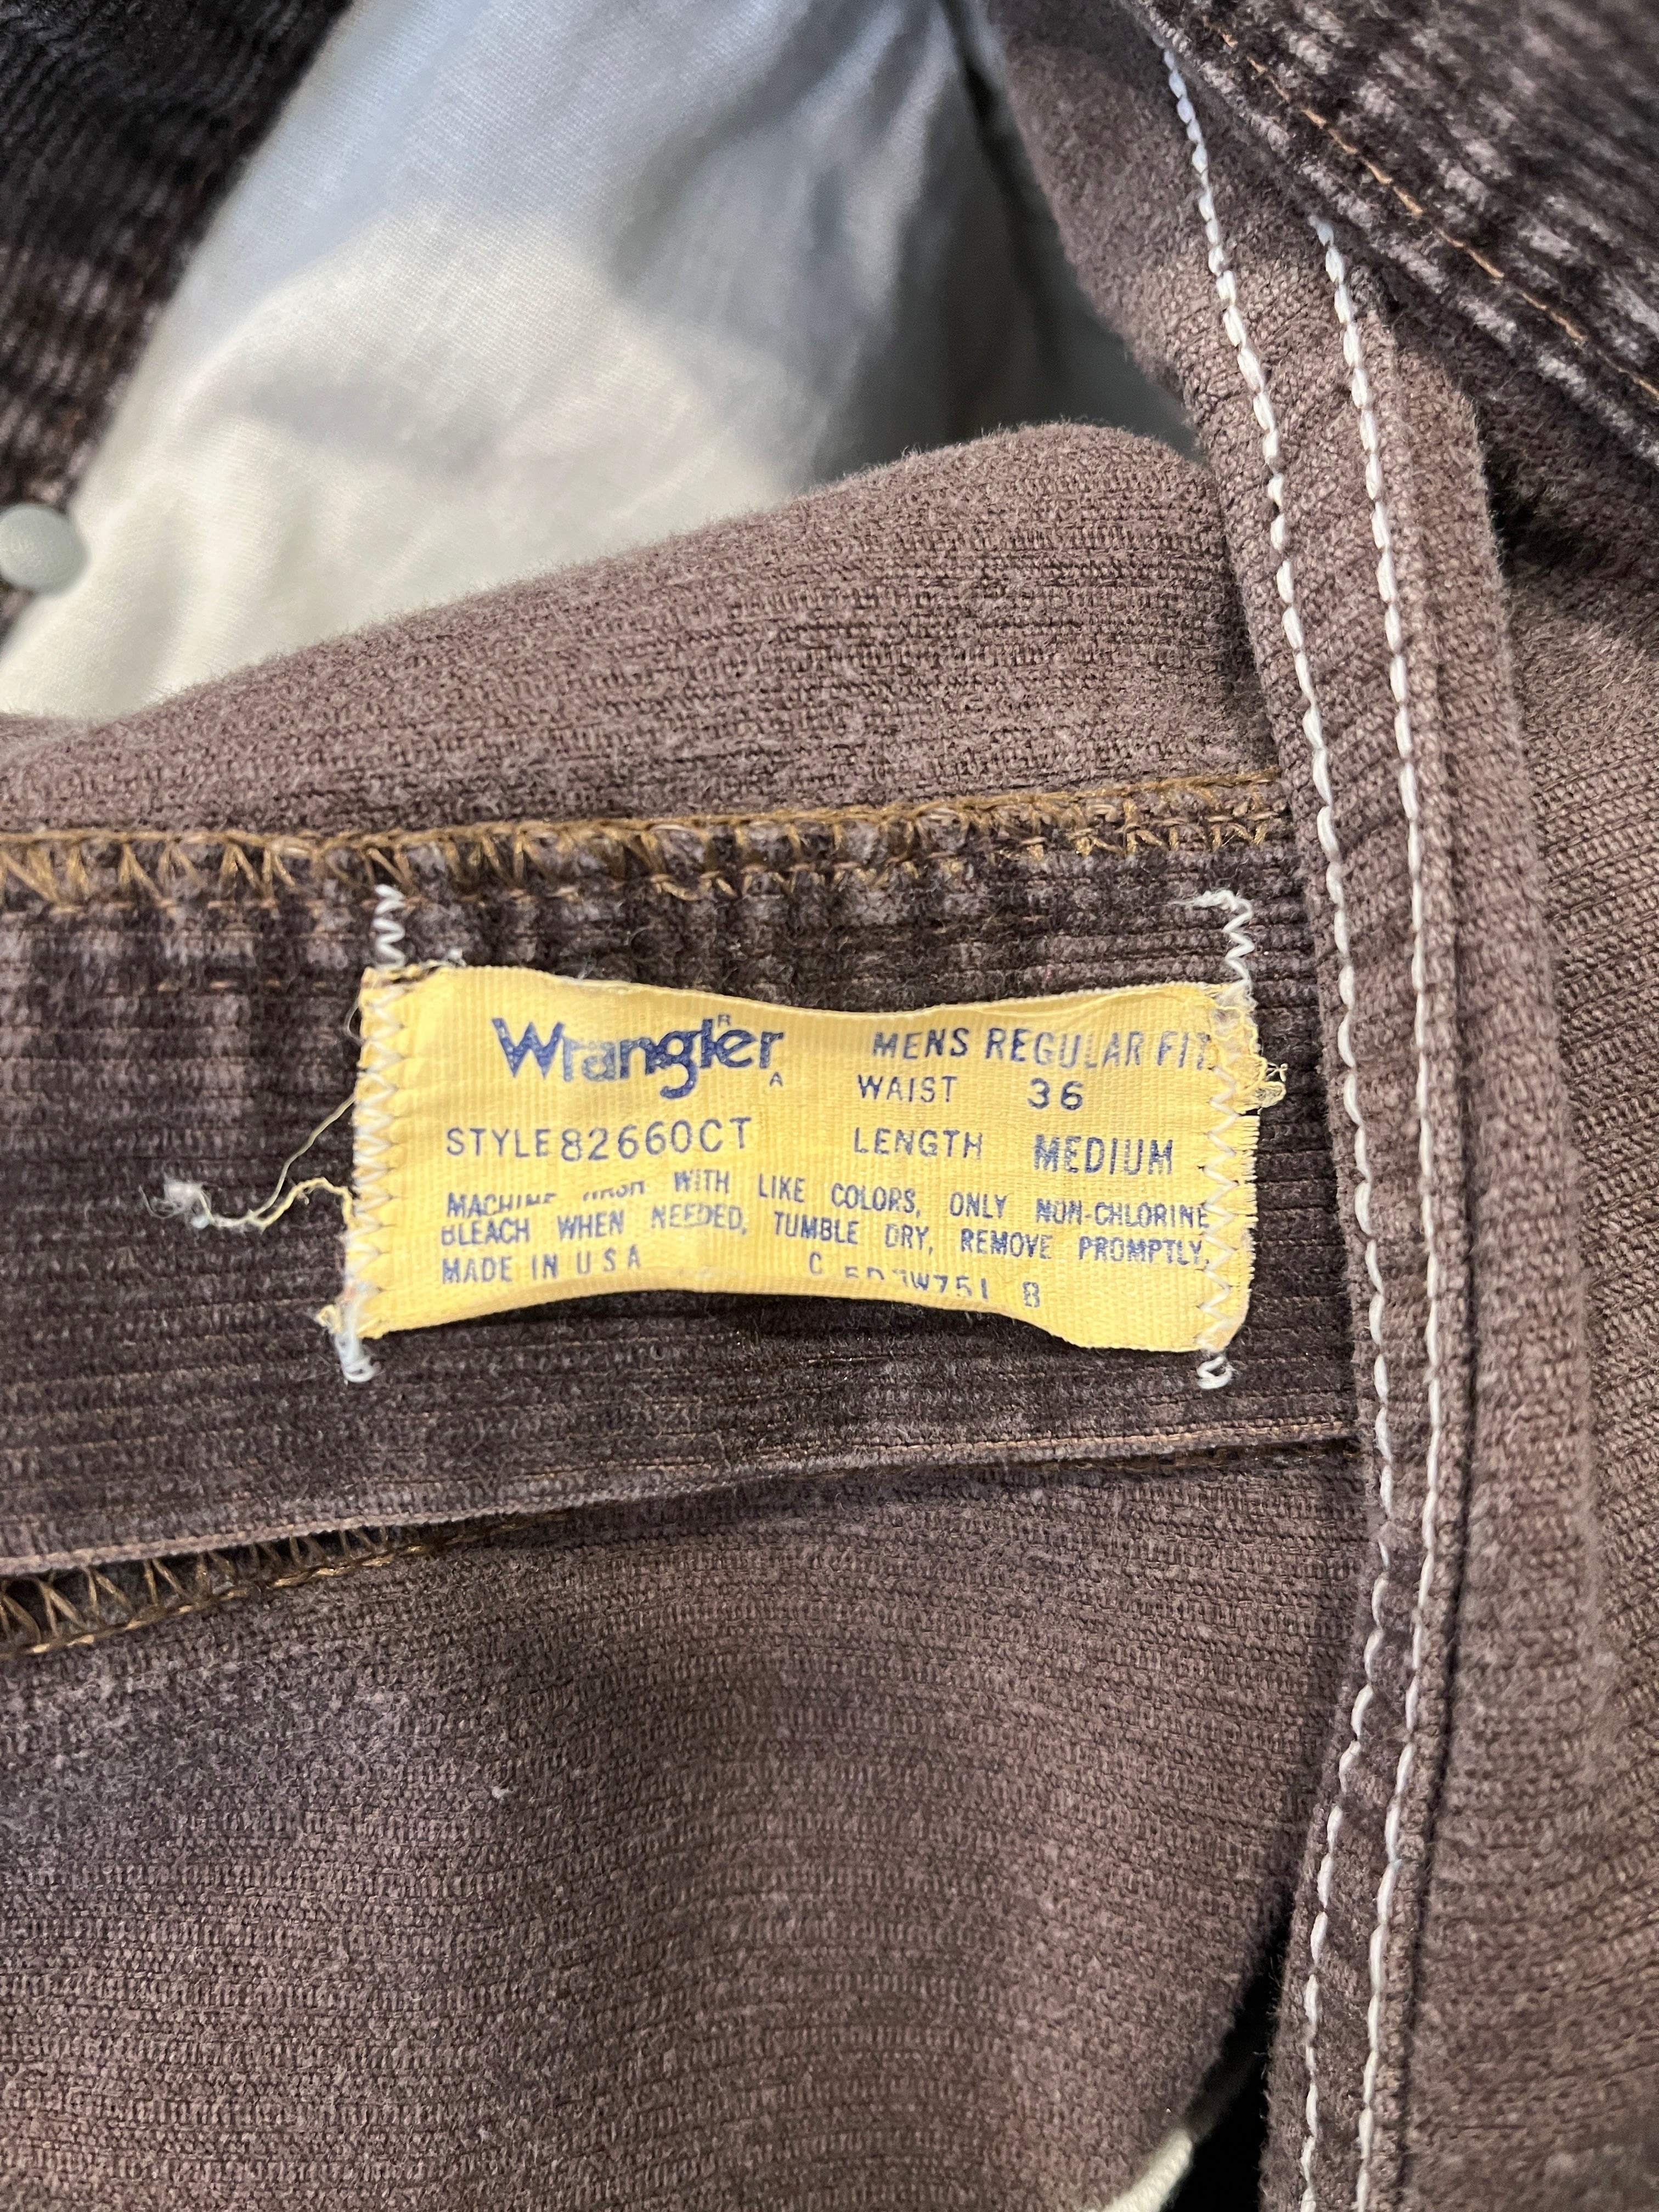 Wrangler® MENS REGULAR FIT
A WAIST 36
STYLE 82660CT LENGTH MEDIUM
MACHINE WASH WITH LIKE COLORS, ONLY NON-CHLORINE
BLEACH WHEN NEEDED, TUMBLE DRY, REMOVE PROMPTLY.
MADE IN U S A C B